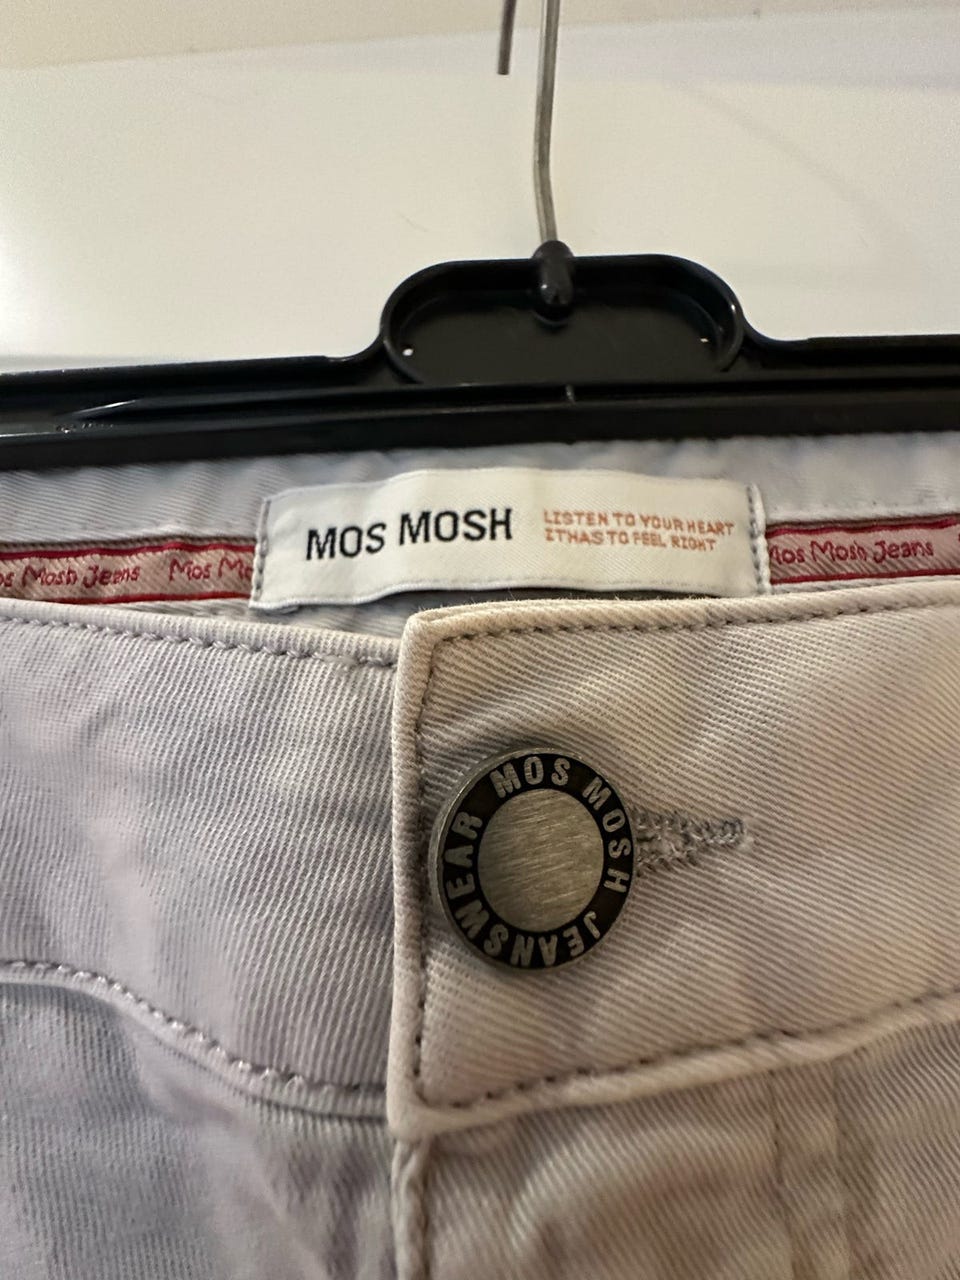 MOS MOSH
LISTEN TO YOUR HEART
IT HAS TO FEEL RIGHT
Mosh Jeans Mos
Mos Mosh Jeans
MOS MOSH JEANSWEAR